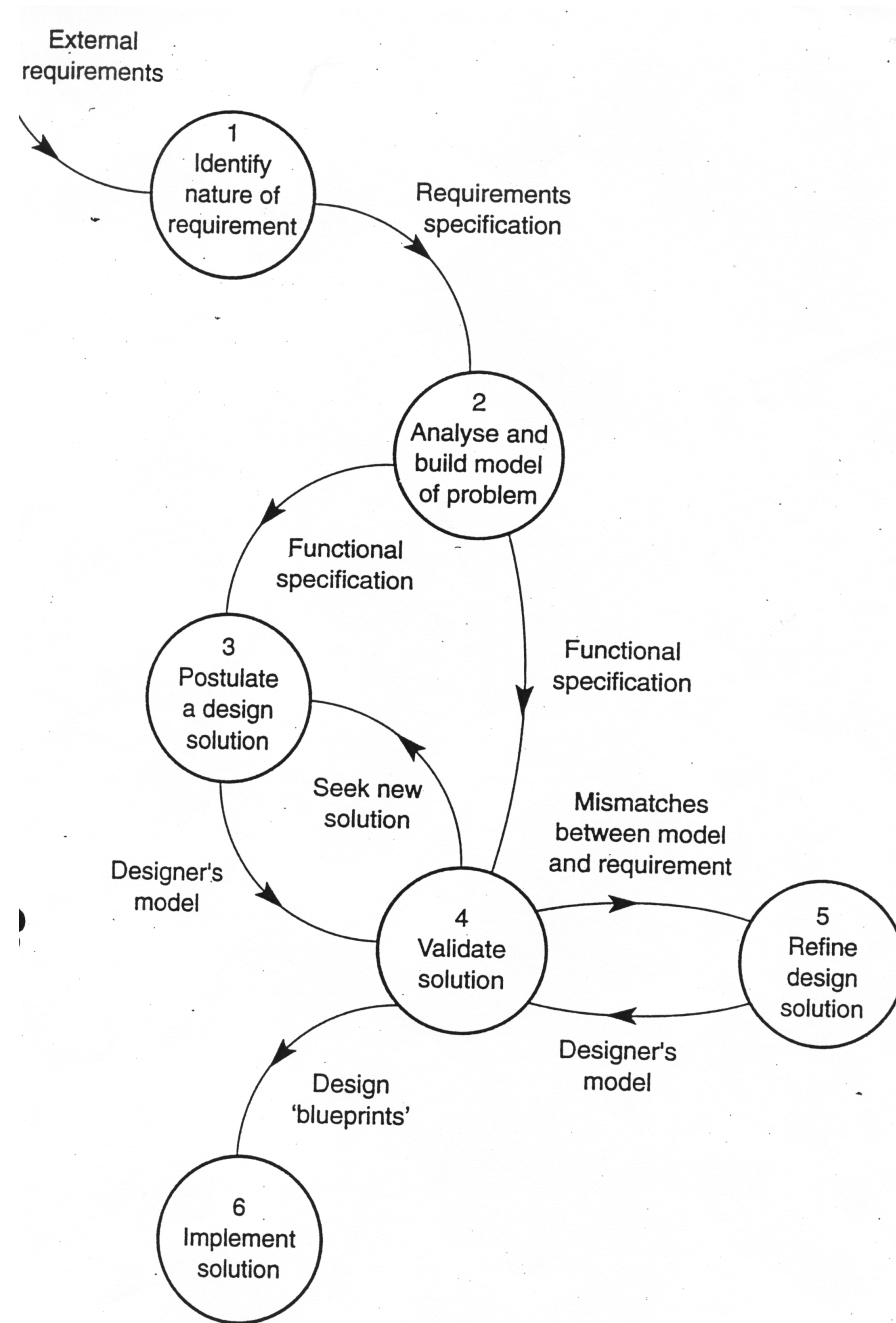 External
requirements
1
Identify
nature of
requirement
Requirements
specification
2
Analyse and
build model
of problem
Functional
specification
Functional
specification
3
Postulate
a design
solution
Seek new
solution
Mismatches
between model
and requirement
Designer's
model
4
Validate
solution
5
Refine
design
solution
Designer's
model
Design
'blueprints'
6
Implement
solution